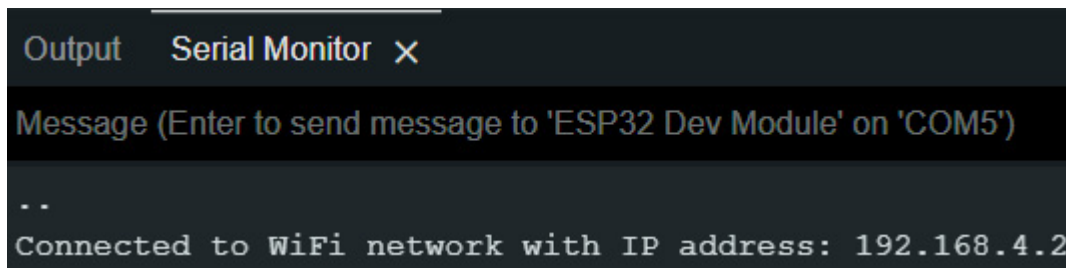 Output Serial Monitor ×
Message (Enter to send message to 'ESP32 Dev Module' on 'COM5')
..
Connected to WiFi network with IP address: 192.168.4.2